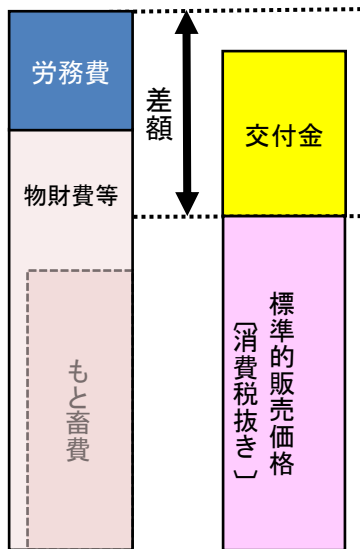 労務費
物財費等
もと畜費
差額
交付金
標準的販売価格
〔消費税抜き〕